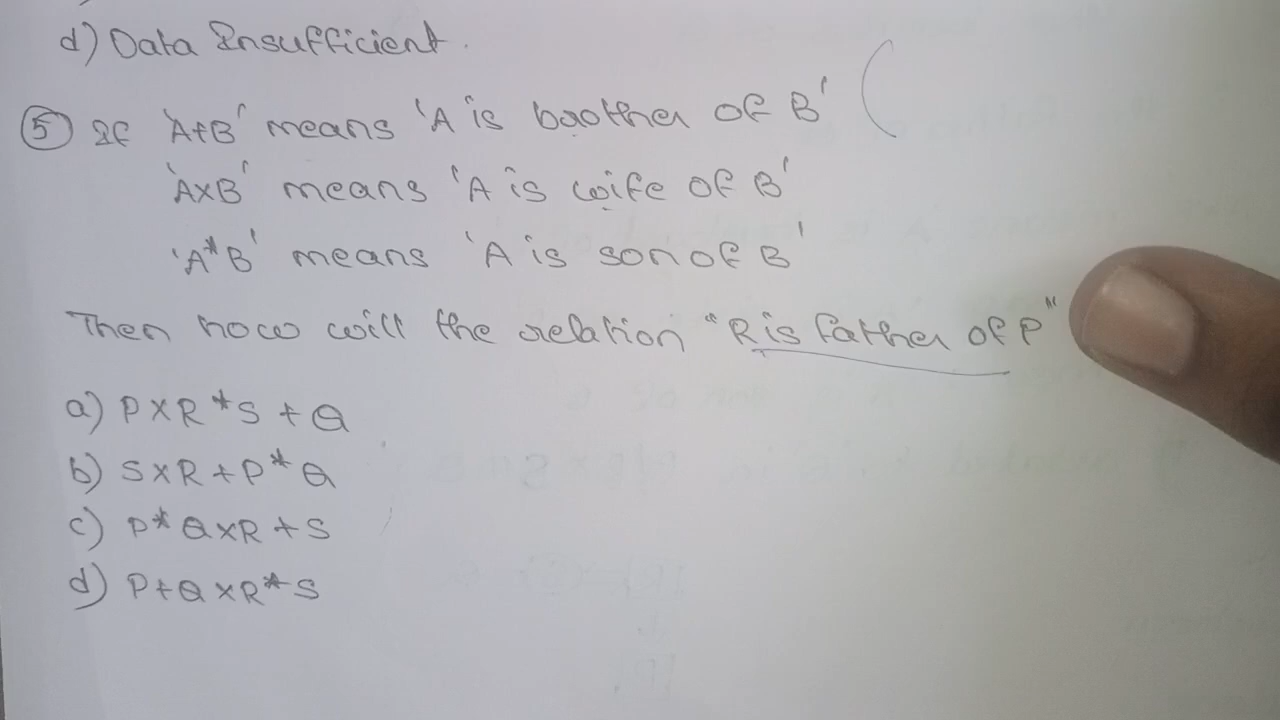 d) Data Insufficient.
⑤ If 'A+B' means 'A is brother of B' (
'A×B' means 'A is wife of B'
'A*B' means 'A is son of B'
Then how will the relation "R is father of P"
a) P×R*S+Q
b) S×R+P*Q
c) P*Q×R+S
d) P+Q×R*S